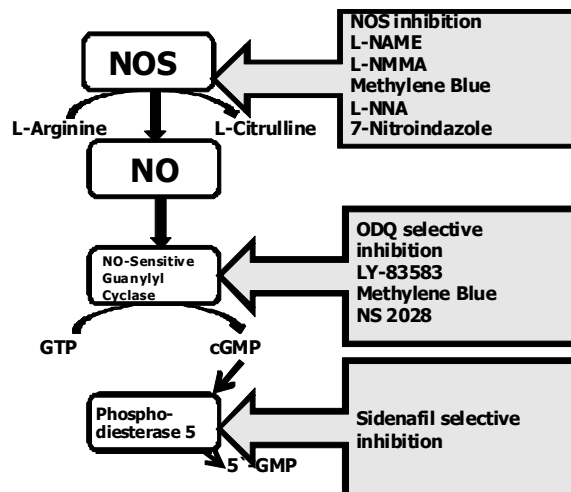 NOS inhibition
L-NAME
L-NMMA
Methylene Blue
L-NNA
7-Nitroindazole
NOS
L-Arginine
L-Citrulline
NO
NO-Sensitive
Guanylyl
Cyclase
ODQ selective
inhibition
LY-83583
Methylene Blue
NS 2028
GTP
cGMP
Phospho-
diesterase 5
Sidenafil selective
inhibition
5`-GMP